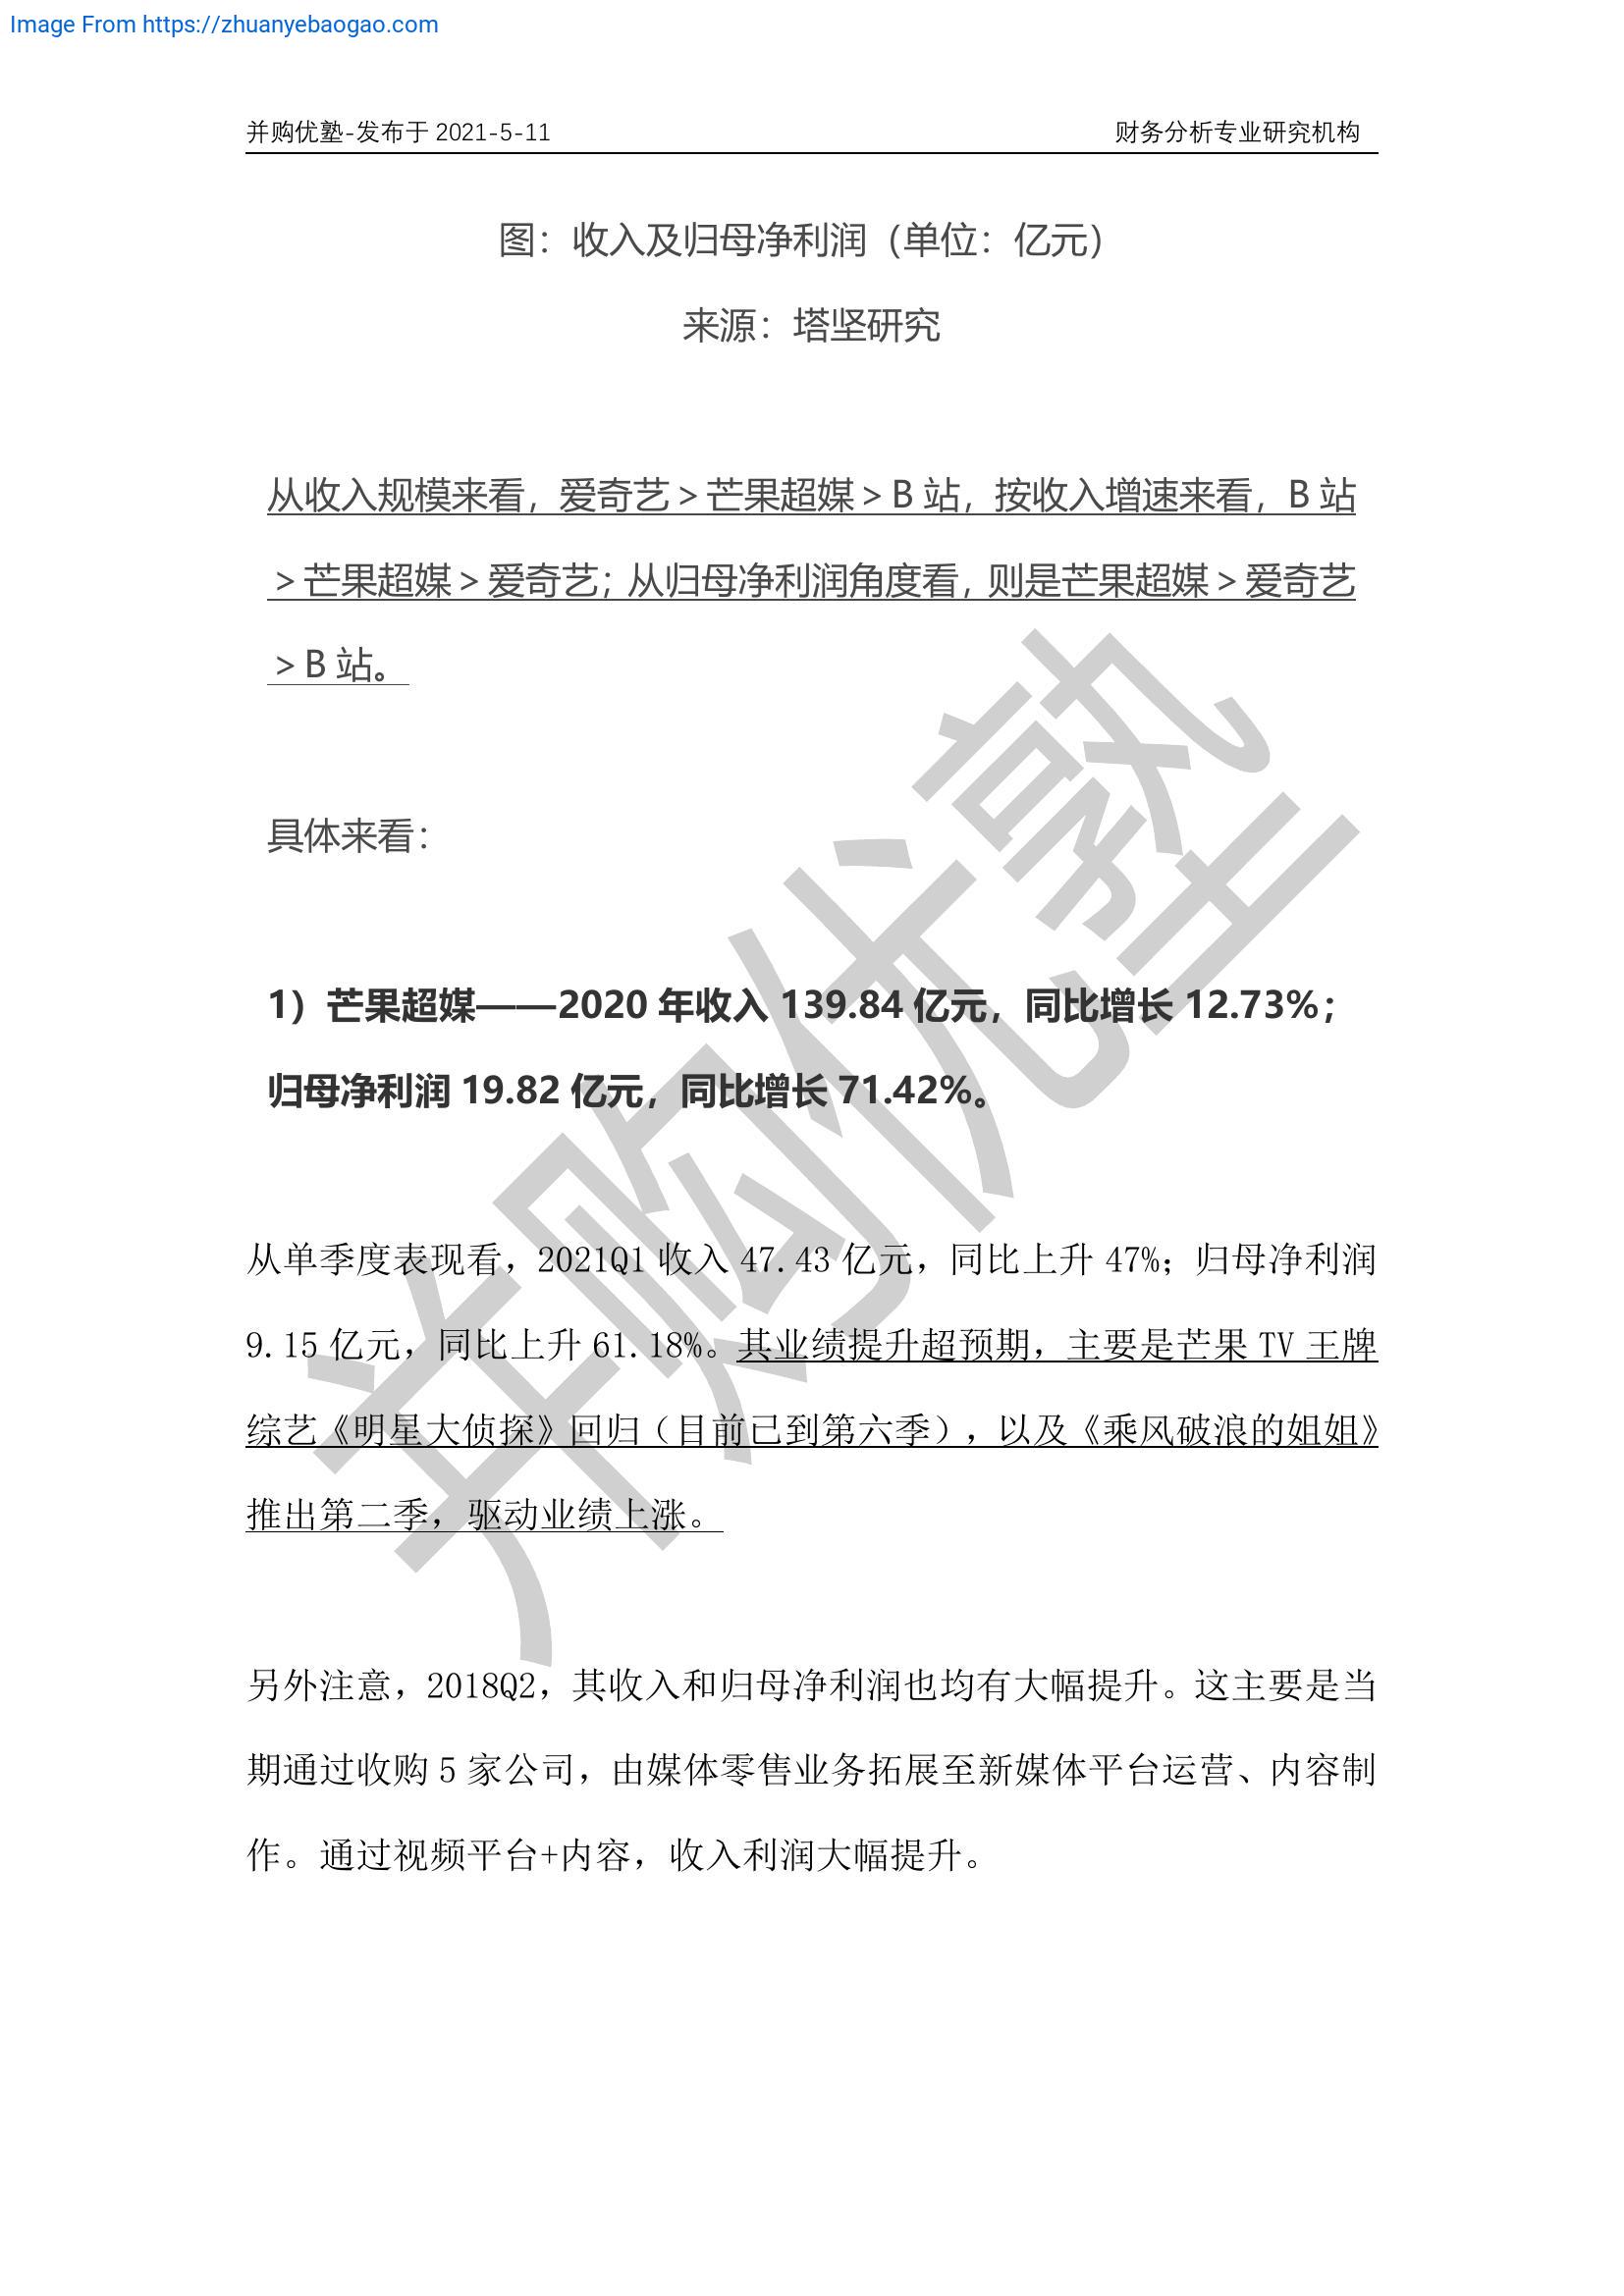 Image From https://zhuanyebaogao.com
并购优塾-发布于 2021-5-11 财务分析专业研究机构
图：收入及归母净利润（单位：亿元）
来源：塔坚研究
从收入规模来看，爱奇艺＞芒果超媒＞B 站，按收入增速来看，B 站
＞芒果超媒＞爱奇艺；从归母净利润角度看，则是芒果超媒＞爱奇艺
＞B 站。
具体来看：
1）芒果超媒——2020 年收入 139.84 亿元，同比增长 12.73%；
归母净利润 19.82 亿元，同比增长 71.42%。
从单季度表现看，2021Q1 收入 47.43 亿元，同比上升 47%；归母净利润
9.15 亿元，同比上升 61.18%。其业绩提升超预期，主要是芒果 TV 王牌
综艺《明星大侦探》回归（目前已到第六季），以及《乘风破浪的姐姐》
推出第二季，驱动业绩上涨。
另外注意，2018Q2，其收入和归母净利润也均有大幅提升。这主要是当
期通过收购 5 家公司，由媒体零售业务拓展至新媒体平台运营、内容制
作。通过视频平台+内容，收入利润大幅提升。
并购优塾